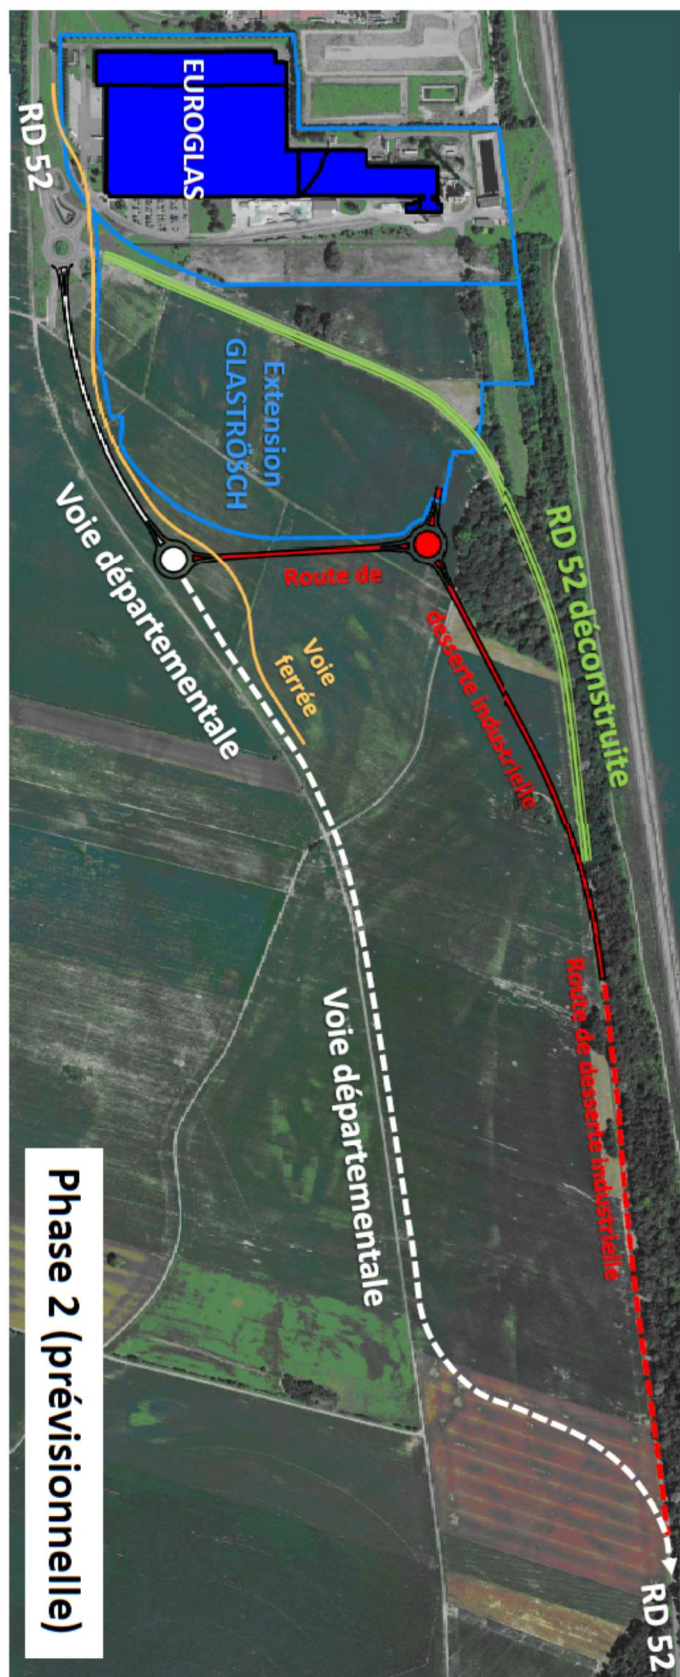 EUROGLAS
RD 52
Extension
GLASTRÖSCH
RD 52 déconstruite
Voie départementale
Route de
desserte industrielle
Voie
ferrée
Route de desserte industrielle
Voie départementale
Phase 2 (prévisionnelle)
RD 52